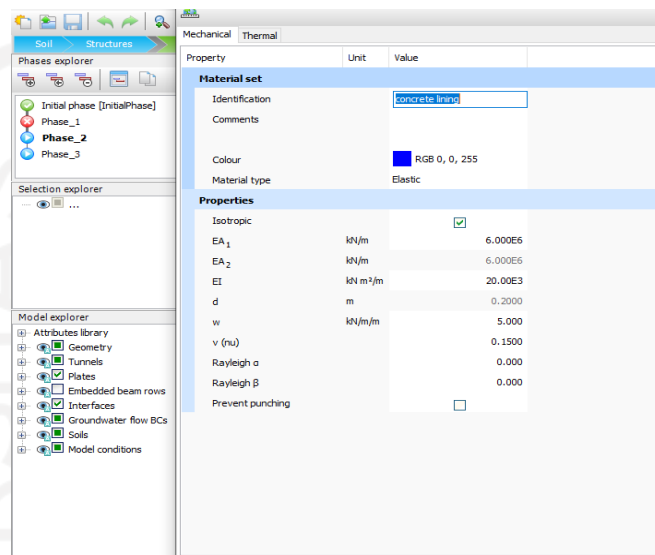 Soil Structures
Phases explorer
Initial phase [InitialPhase]
Phase_1
Phase_2
Phase_3
Selection explorer
...
Model explorer
Attributes library
Geometry
Tunnels
Plates
Embedded beam rows
Interfaces
Groundwater flow BCs
Soils
Model conditions
Mechanical Thermal
Property Unit Value
Material set
Identification concrete lining
Comments
Colour RGB 0, 0, 255
Material type Elastic
Properties
Isotropic
EA₁ kN/m 6.000E6
EA₂ kN/m 6.000E6
EI kN m²/m 20.00E3
d m 0.2000
w kN/m/m 5.000
v (nu) 0.1500
Rayleigh α 0.000
Rayleigh β 0.000
Prevent punching